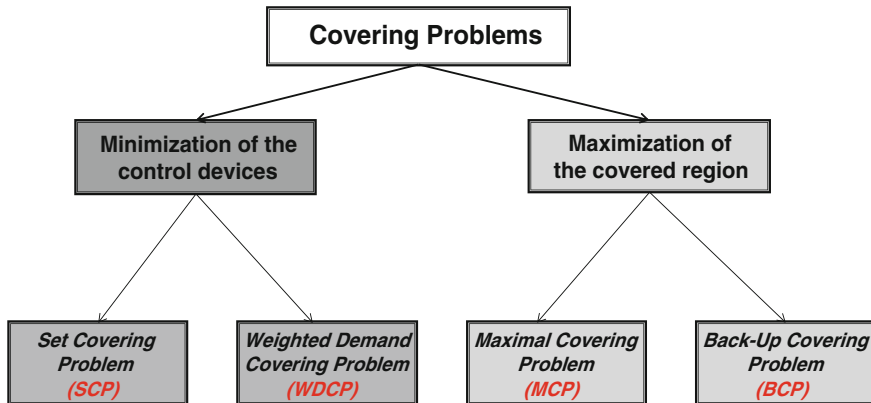 Covering Problems
Minimization of the
control devices
Maximization of
the covered region
Set Covering
Problem
(SCP)
Weighted Demand
Covering Problem
(WDCP)
Maximal Covering
Problem
(MCP)
Back-Up Covering
Problem
(BCP)